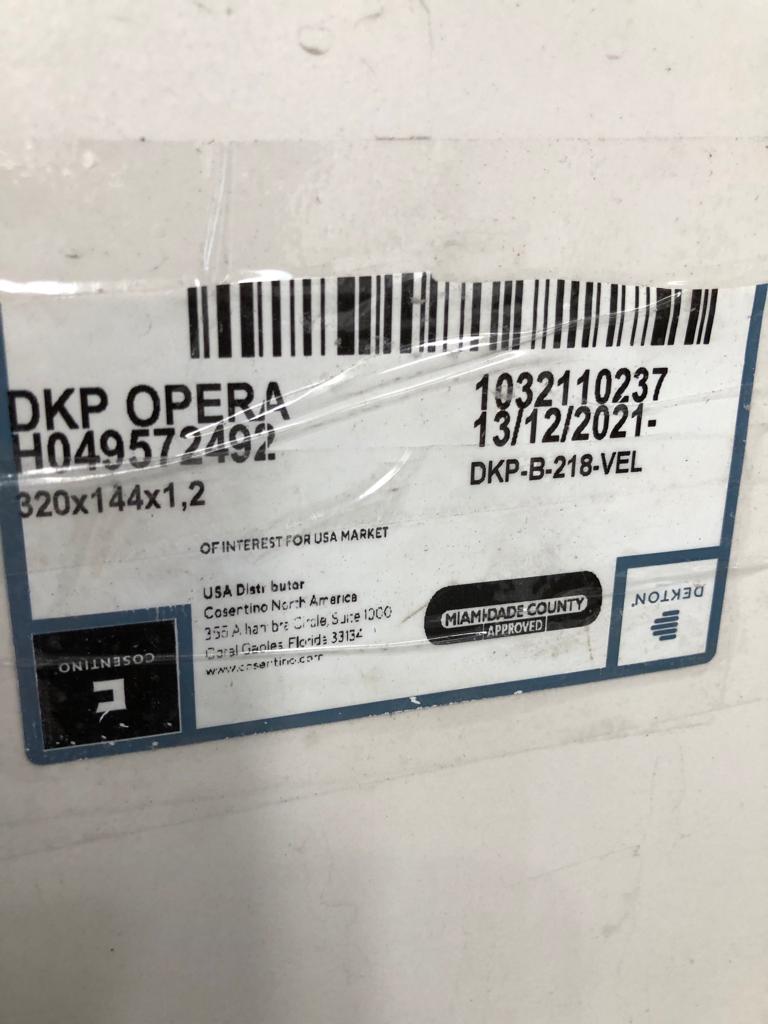 DKP OPERA
H049572492
320x144x1,2
1032110237
13/12/2021-
DKP-B-218-VEL
OF INTEREST FOR USA MARKET
USA Distributor
Cosentino North America
355 Alhambra Circle, Suite 1000
Coral Gables Florida 33134
www.cosentino.com
MIAMI-DADE COUNTY
APPROVED
DEKTON
COSENTINO